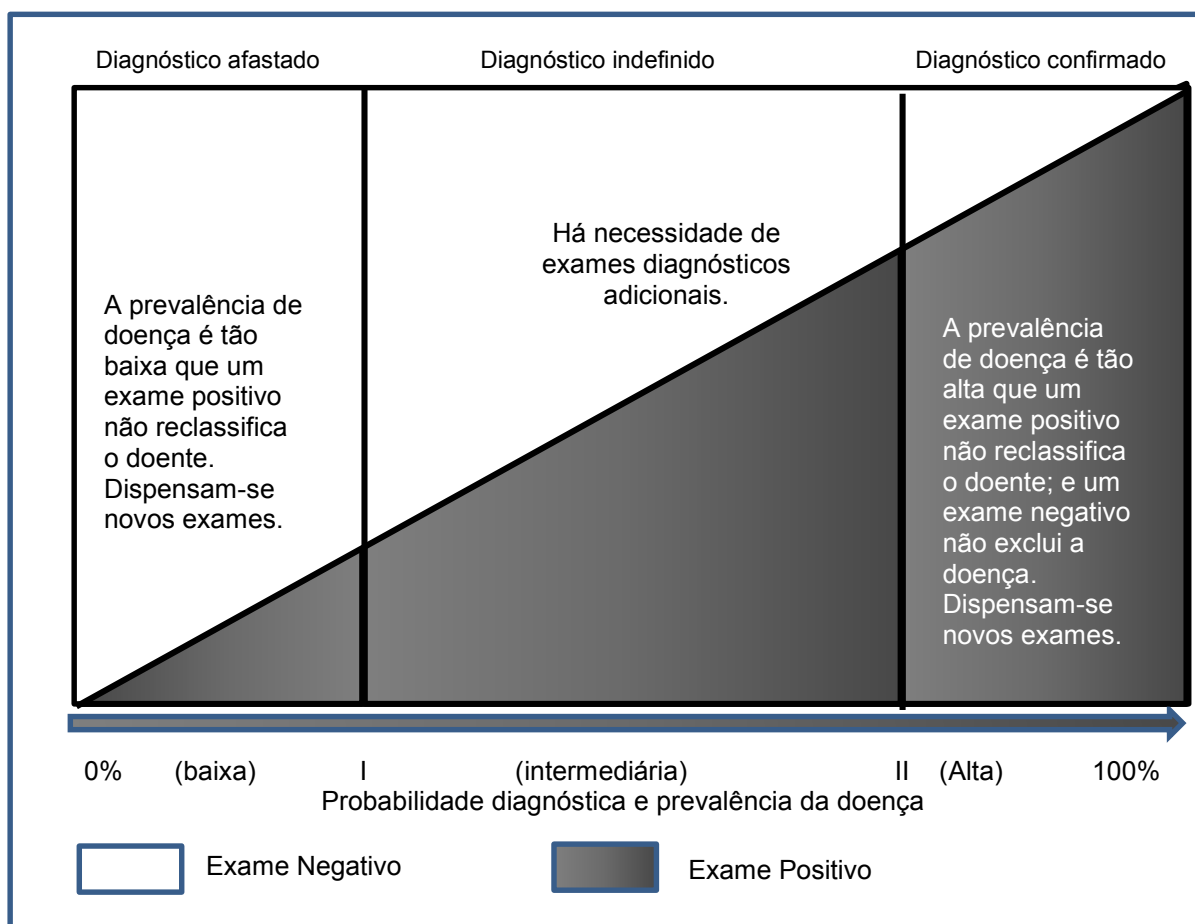 Diagnóstico afastado
Diagnóstico indefinido
Diagnóstico confirmado
A prevalência de
doença é tão
baixa que um
exame positivo
não reclassifica
o doente.
Dispensam-se
novos exames.
Há necessidade de
exames diagnósticos
adicionais.
A prevalência
de doença é tão
alta que um
exame positivo
não reclassifica
o doente; e um
exame negativo
não exclui a
doença.
Dispensam-se
novos exames.
0% (baixa) I (intermediária) II (Alta) 100%
Probabilidade diagnóstica e prevalência da doença
Exame Negativo
Exame Positivo